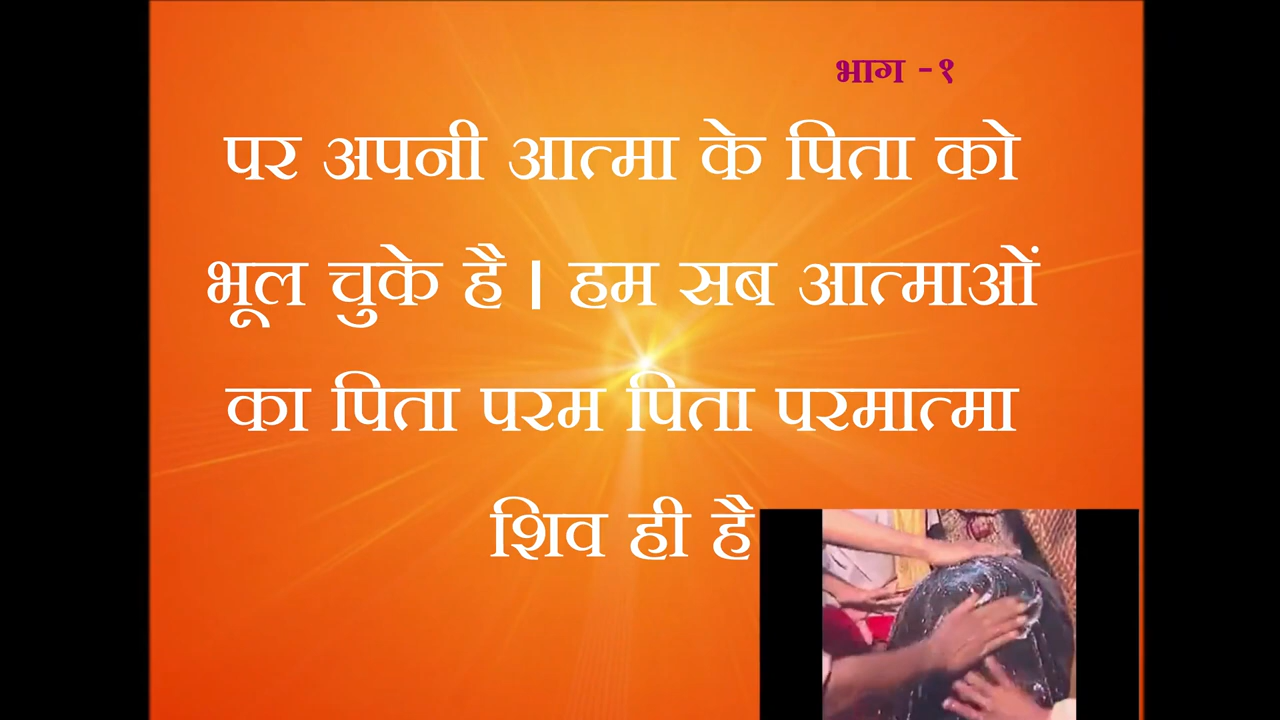 भाग -१
पर अपनी आत्मा के पिता को
भूल चुके है। हम सब आत्माओं
का पिता परम पिता परमात्मा
शिव ही है